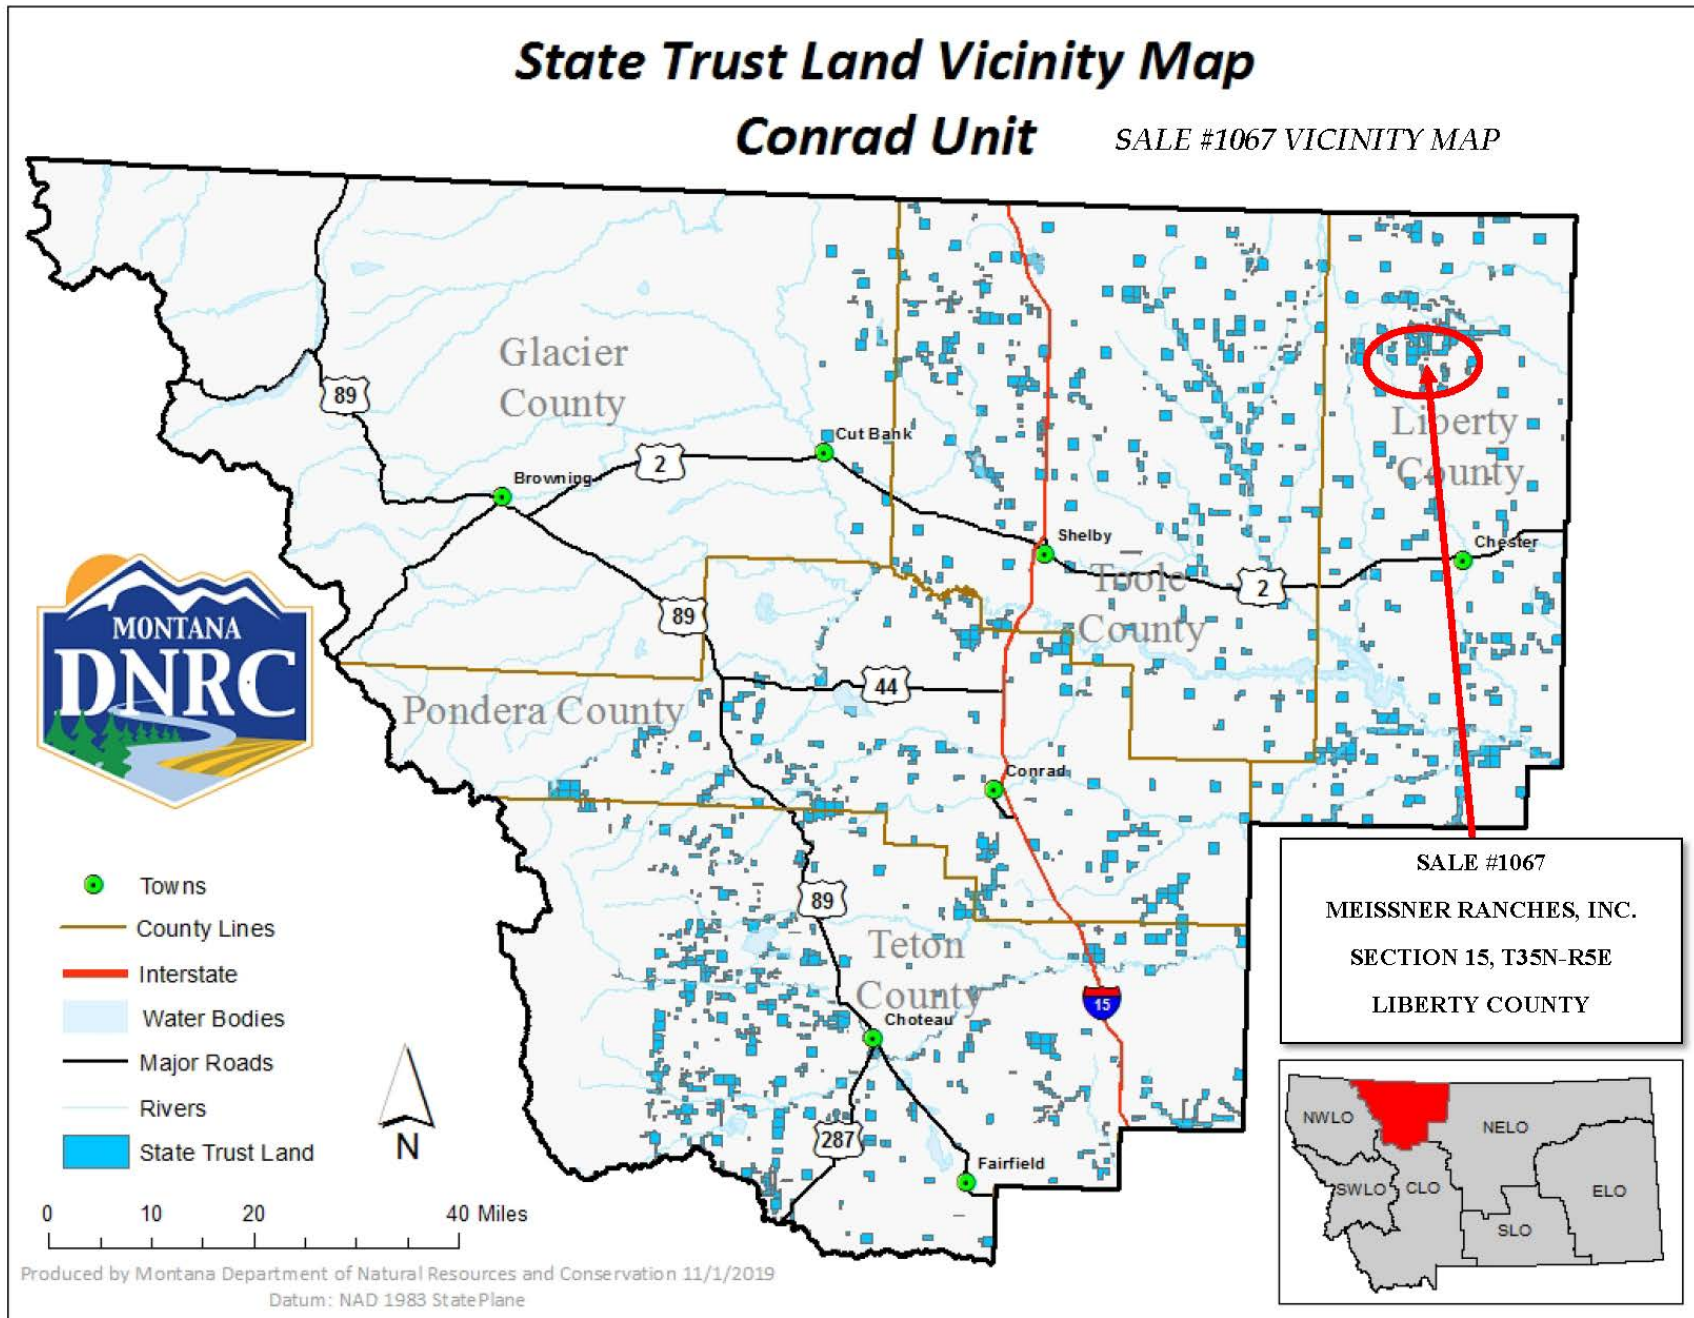 State Trust Land Vicinity Map
Conrad Unit
SALE #1067 VICINITY MAP
Glacier
County
89
Cut Bank
2
Browning
Liberty
County
Shelby
Chester
Toole
County
2
MONTANA
DNRC
89
44
Pondera County
Conrad
89
Teton
County
15
Choteau
287
Fairfield
SALE #1067
MEISSNER RANCHES, INC.
SECTION 15, T35N-R5E
LIBERTY COUNTY
Towns
County Lines
Interstate
Water Bodies
Major Roads
Rivers
State Trust Land
N
0 10 20 40 Miles
NWLO
NELO
SWLO
CLO
ELO
SLO
Produced by Montana Department of Natural Resources and Conservation 11/1/2019
Datum: NAD 1983 StatePlane